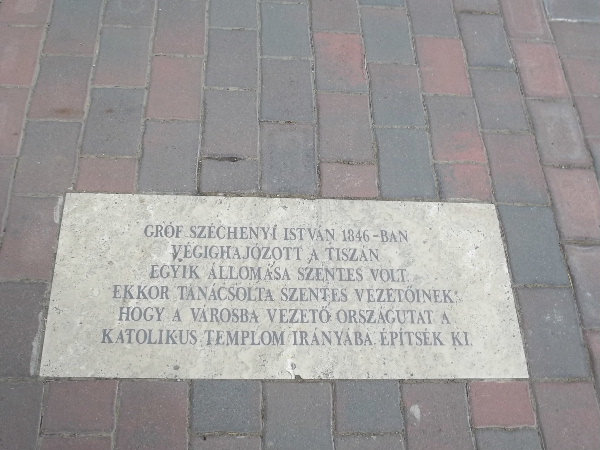 GRÓF SZÉCHENYI ISTVÁN 1846-BAN
VÉGIGHAJÓZOTT A TISZÁN
EGYIK ÁLLOMÁSA SZENTES VOLT.
EKKOR TANÁCSOLTA SZENTES VEZETŐINEK:
HOGY A VÁROSBA VEZETŐ ORSZÁGUTAT A
KATOLIKUS TEMPLOM IRÁNYÁBA ÉPÍTSÉK KI.